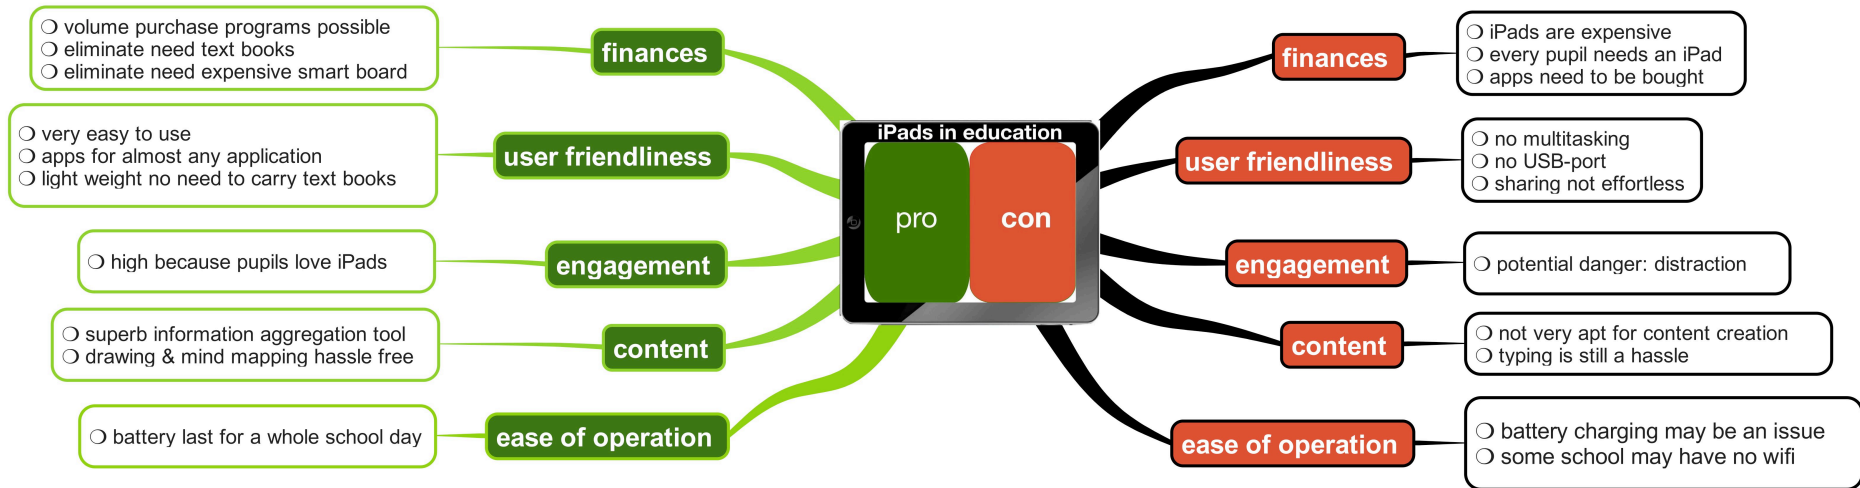 iPads in education
pro
con
finances
❍ volume purchase programs possible
❍ eliminate need text books
❍ eliminate need expensive smart board
user friendliness
❍ very easy to use
❍ apps for almost any application
❍ light weight no need to carry text books
engagement
❍ high because pupils love iPads
content
❍ superb information aggregation tool
❍ drawing & mind mapping hassle free
ease of operation
❍ battery last for a whole school day
finances
❍ iPads are expensive
❍ every pupil needs an iPad
❍ apps need to be bought
user friendliness
❍ no multitasking
❍ no USB-port
❍ sharing not effortless
engagement
❍ potential danger: distraction
content
❍ not very apt for content creation
❍ typing is still a hassle
ease of operation
❍ battery charging may be an issue
❍ some school may have no wifi